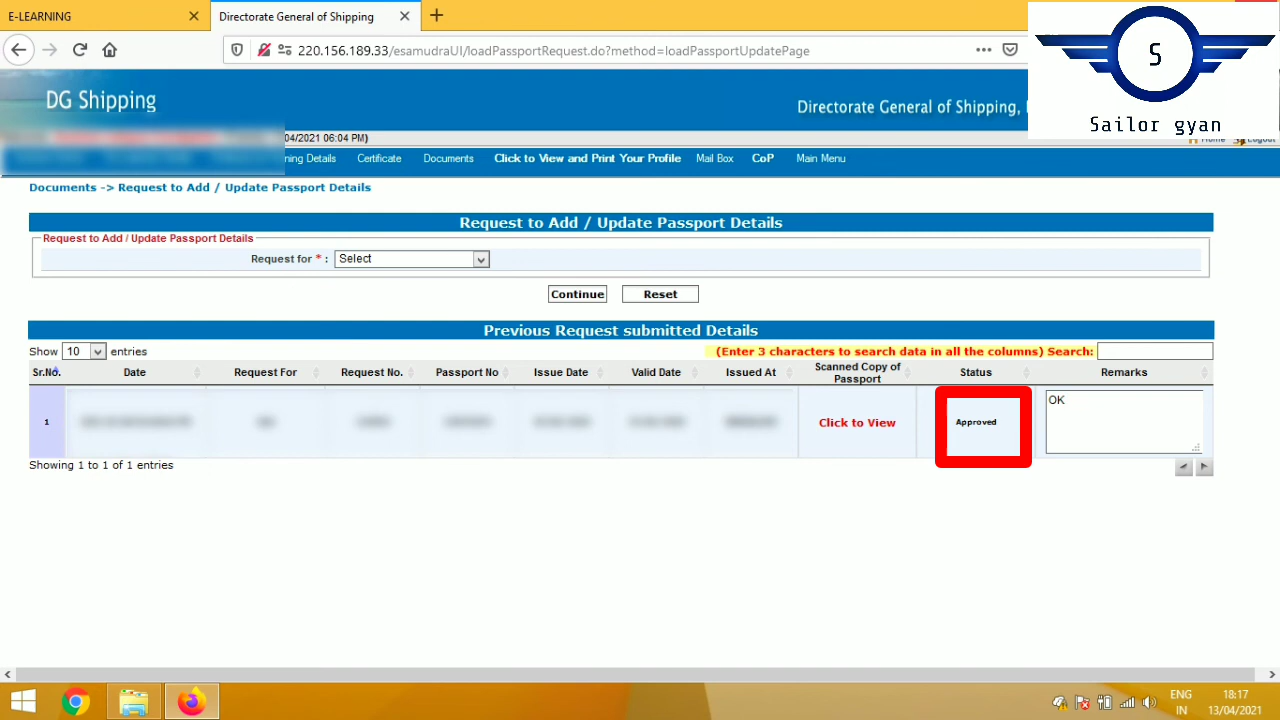 E-LEARNING
Directorate General of Shipping
220.156.189.33/esamudraUI/loadPassportRequest.do?method=loadPassportUpdatePage
S
Sailor gyan
DG Shipping
Directorate General of Shipping,
04/2021 06:04 PM)
Home Logout
ning Details Certificate Documents Click to View and Print Your Profile Mail Box CoP Main Menu
Documents -> Request to Add / Update Passport Details
Request to Add / Update Passport Details
Request to Add / Update Passport Details
Request for * : Select
Continue Reset
Previous Request submitted Details
Show 10 entries (Enter 3 characters to search data in all the columns) Search:
Sr.No. Date Request For Request No. Passport No Issue Date Valid Date Issued At Scanned Copy of Passport Status Remarks
1 Click to View Approved OK
Showing 1 to 1 of 1 entries
ENG 18:17
IN 13/04/2021